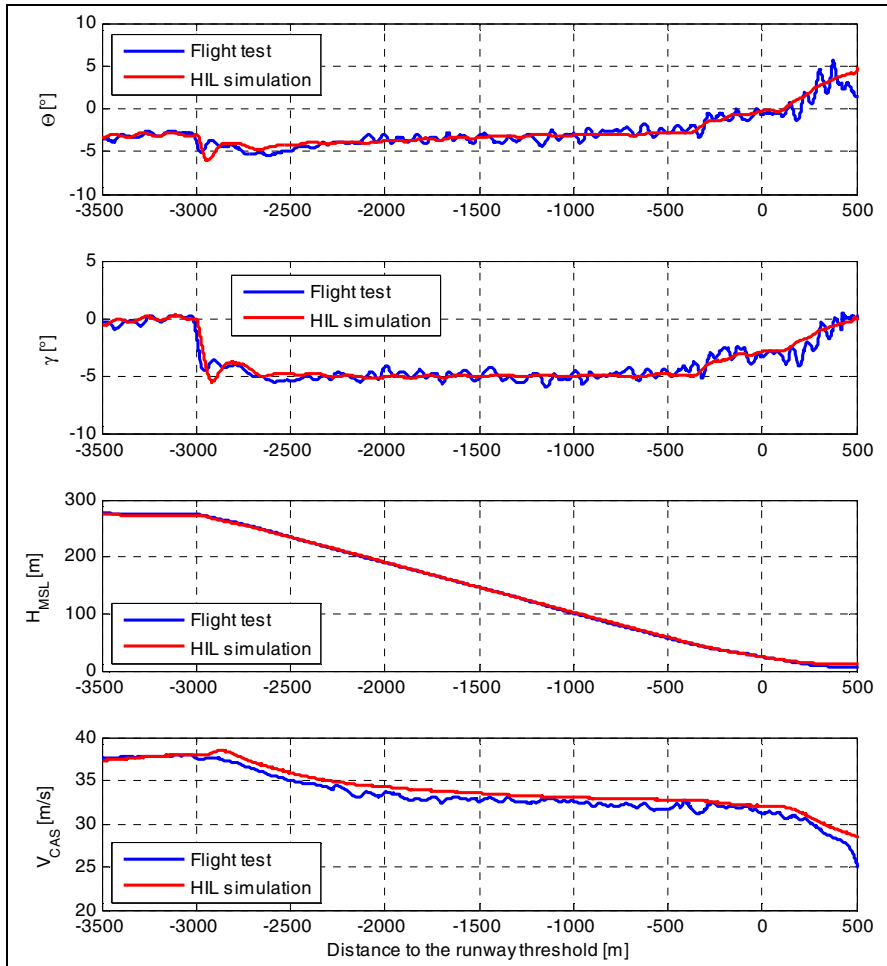 10
5
0
-5
-10
Θ [°]
Flight test
HIL simulation
-3500 -3000 -2500 -2000 -1500 -1000 -500 0 500
5
0
-5
-10
γ [°]
Flight test
HIL simulation
-3500 -3000 -2500 -2000 -1500 -1000 -500 0 500
300
200
100
0
H_MSL [m]
Flight test
HIL simulation
-3500 -3000 -2500 -2000 -1500 -1000 -500 0 500
40
35
30
25
20
V_CAS [m/s]
Flight test
HIL simulation
-3500 -3000 -2500 -2000 -1500 -1000 -500 0 500
Distance to the runway threshold [m]